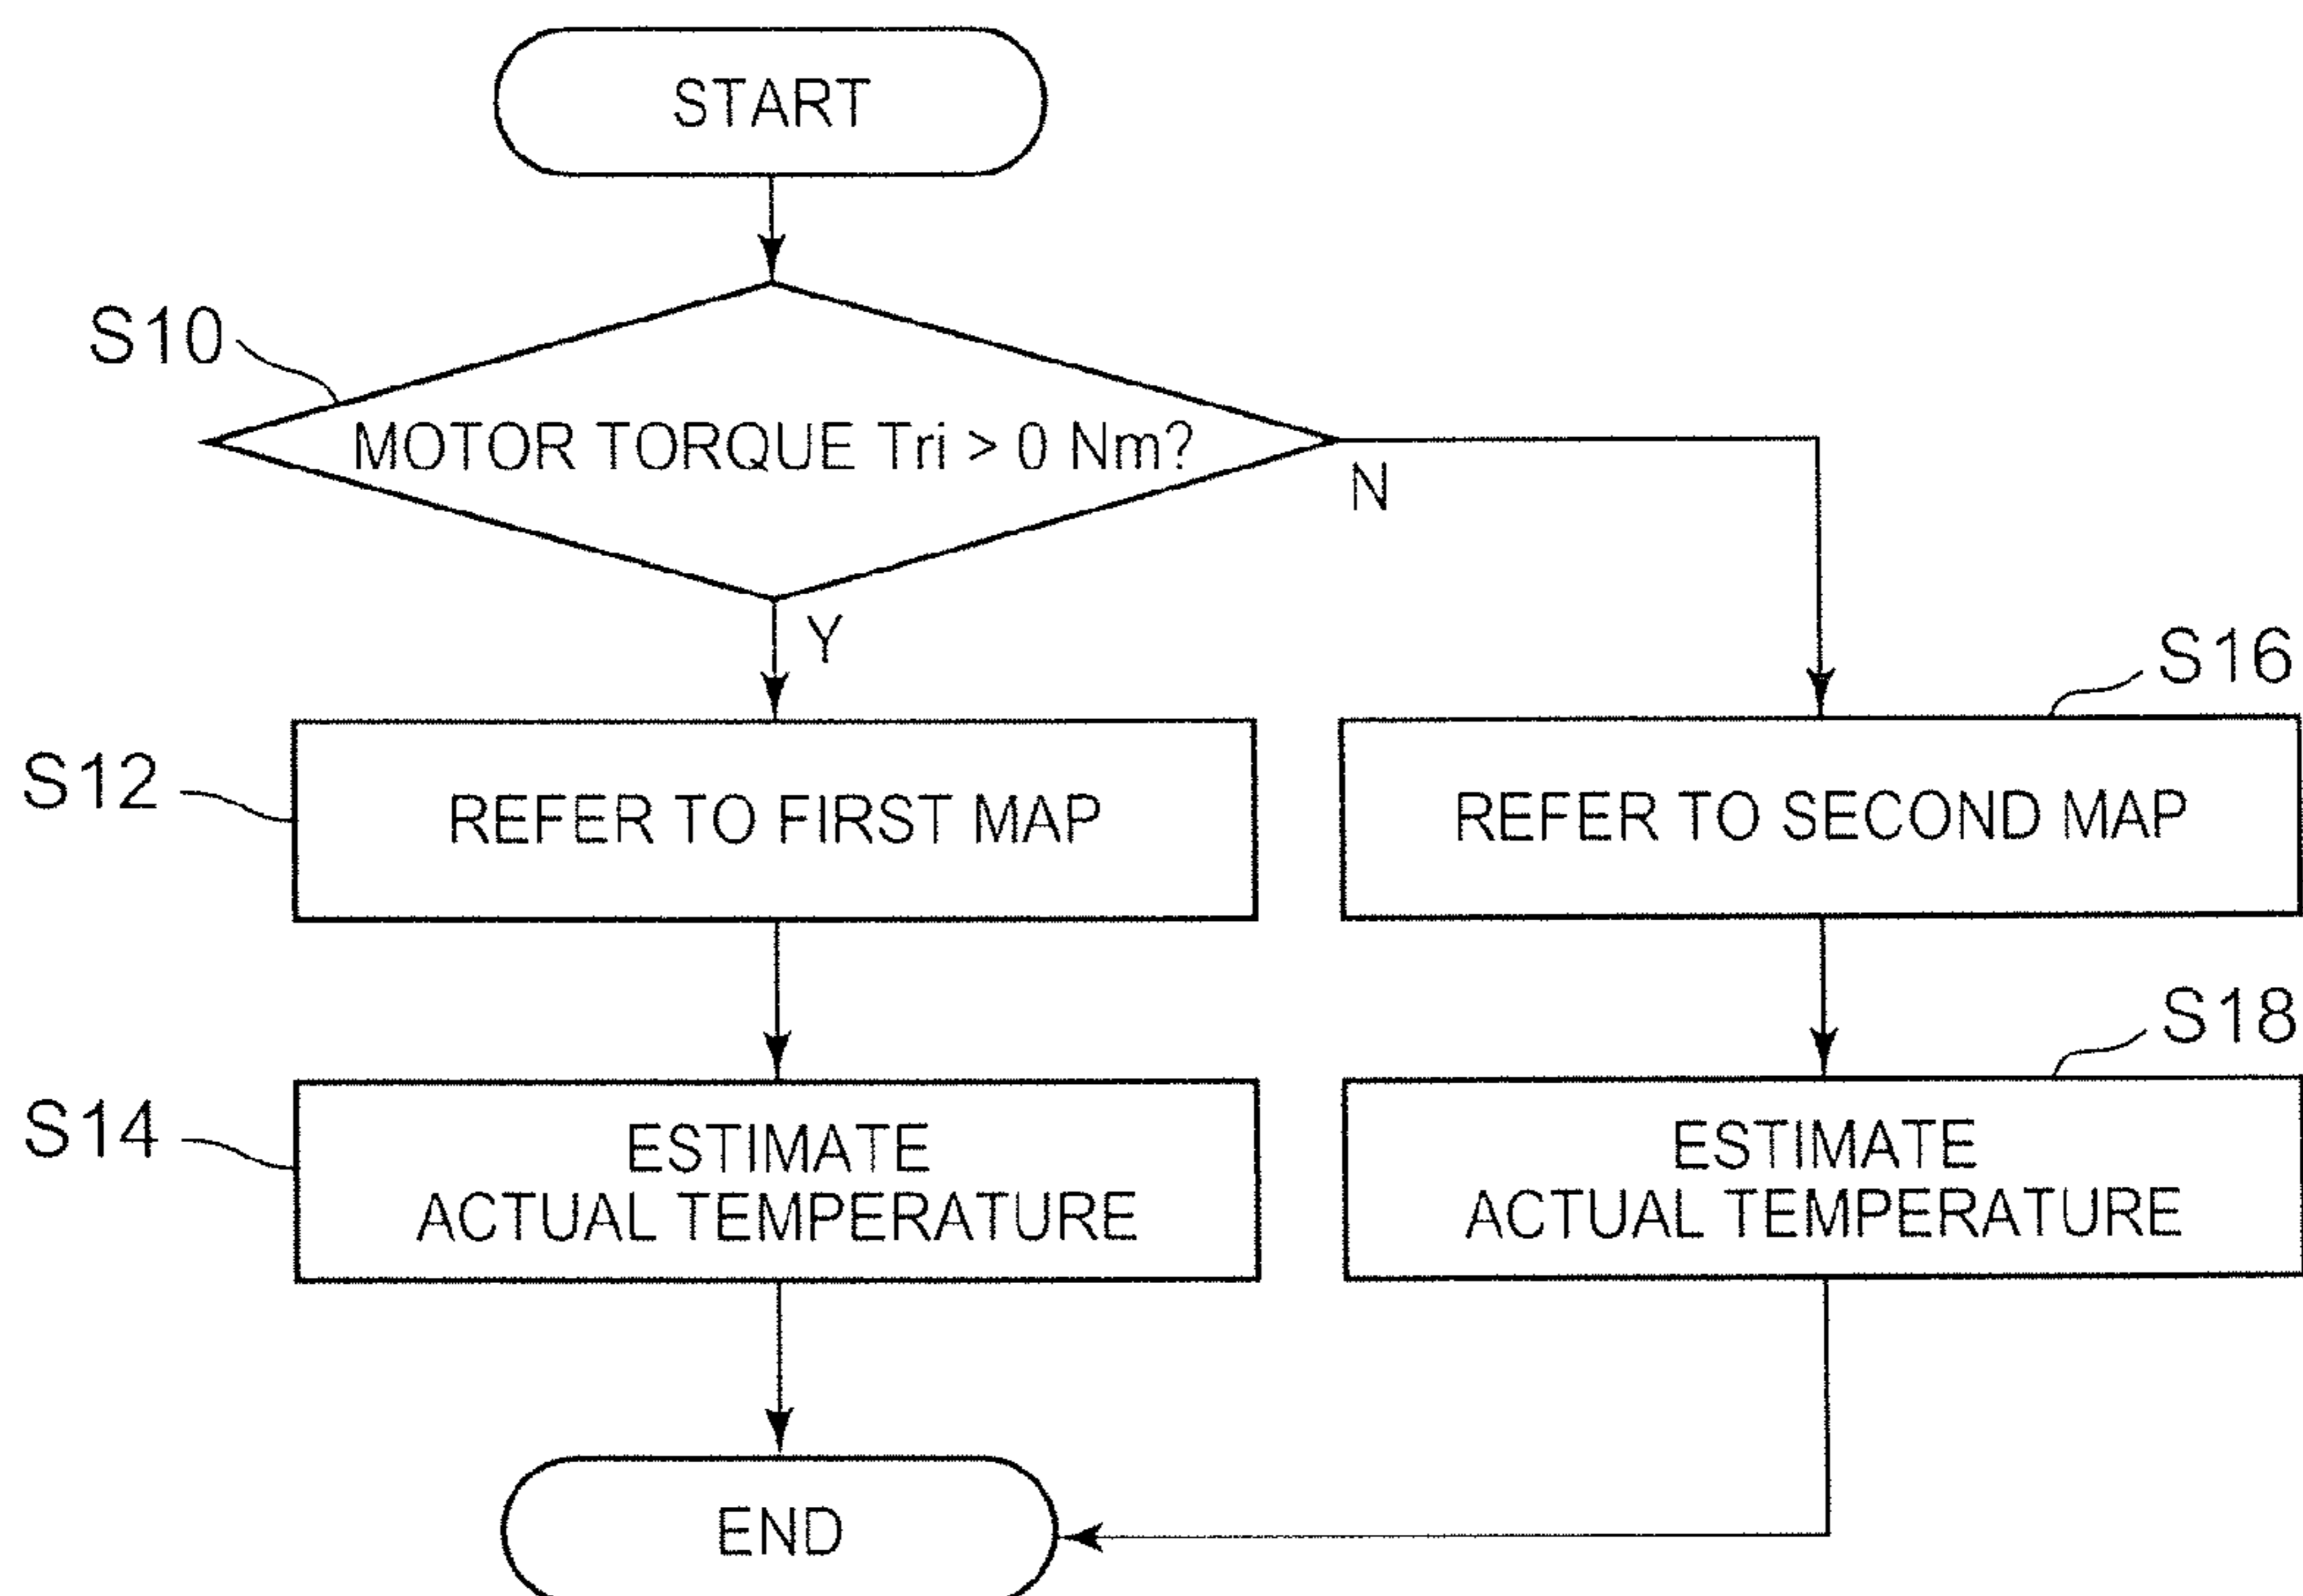 START
S10
MOTOR TORQUE Tri > 0 Nm?
N
Y
S16
S12
REFER TO FIRST MAP
REFER TO SECOND MAP
S18
S14
ESTIMATE
ACTUAL TEMPERATURE
ESTIMATE
ACTUAL TEMPERATURE
END